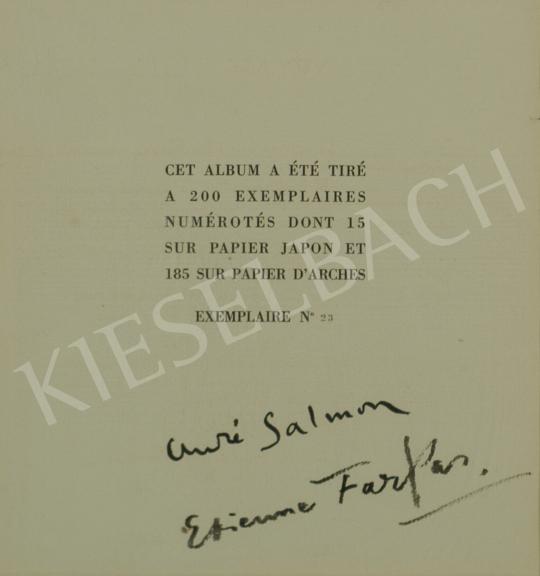 CET ALBUM A ÉTÉ TIRÉ
A 200 EXEMPLAIRES
NUMÉROTÉS DONT 15
SUR PAPIER JAPON ET
185 SUR PAPIER D'ARCHES
EXEMPLAIRE N° 23
KIESELBACH
André Salmon
Etienne Farkas.